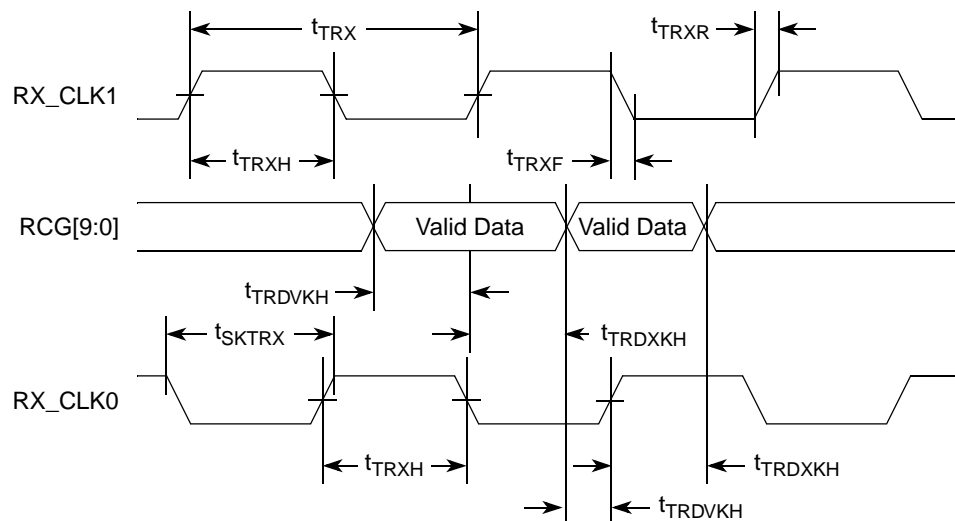 tTRX
tTRXR
RX_CLK1
tTRXH
tTRXF
RCG[9:0]
Valid Data
Valid Data
tTRDVKH
tSKTRX
tTRDXKH
RX_CLK0
tTRXH
tTRDXKH
tTRDVKH